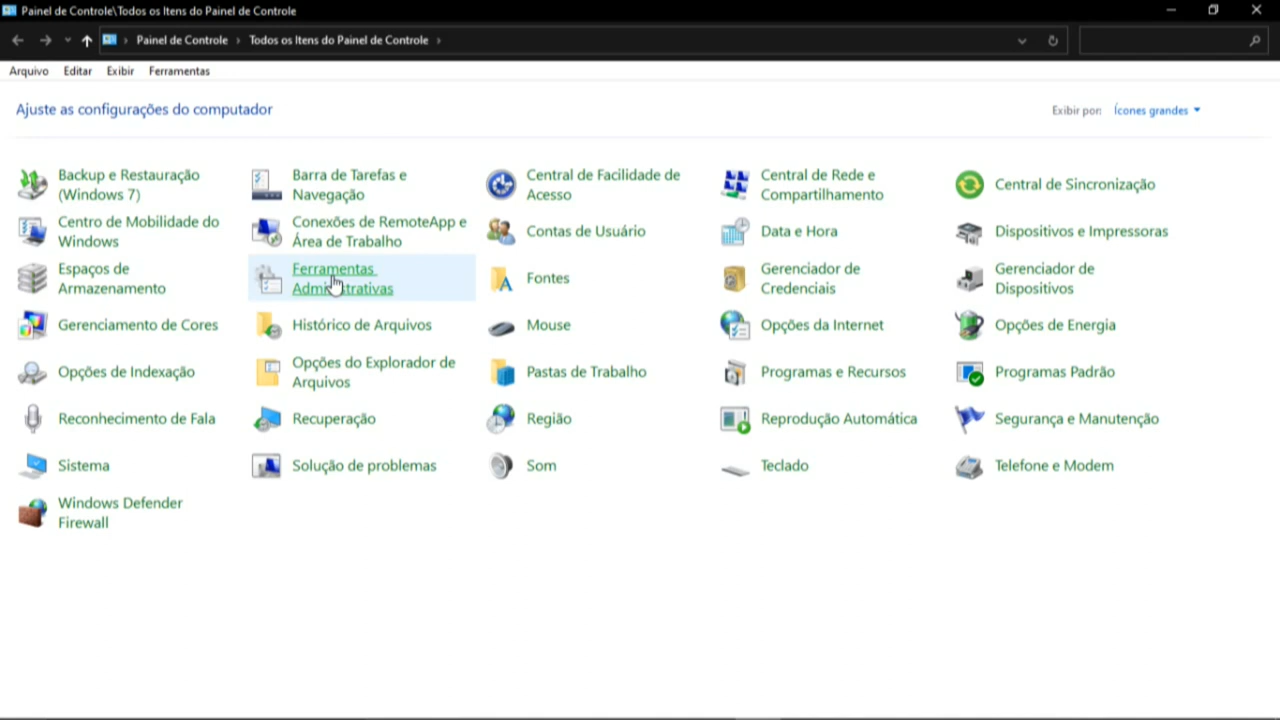 Painel de Controle\Todos os Itens do Painel de Controle
Painel de Controle > Todos os Itens do Painel de Controle >
Arquivo Editar Exibir Ferramentas
Ajuste as configurações do computador
Exibir por: Ícones grandes
Backup e Restauração
(Windows 7)
Barra de Tarefas e
Navegação
Central de Facilidade de
Acesso
Central de Rede e
Compartilhamento
Central de Sincronização
Centro de Mobilidade do
Windows
Conexões de RemoteApp e
Área de Trabalho
Contas de Usuário
Data e Hora
Dispositivos e Impressoras
Espaços de
Armazenamento
Ferramentas
Administrativas
Fontes
Gerenciador de
Credenciais
Gerenciador de
Dispositivos
Gerenciamento de Cores
Histórico de Arquivos
Mouse
Opções da Internet
Opções de Energia
Opções de Indexação
Opções do Explorador de
Arquivos
Pastas de Trabalho
Programas e Recursos
Programas Padrão
Reconhecimento de Fala
Recuperação
Região
Reprodução Automática
Segurança e Manutenção
Sistema
Solução de problemas
Som
Teclado
Telefone e Modem
Windows Defender
Firewall